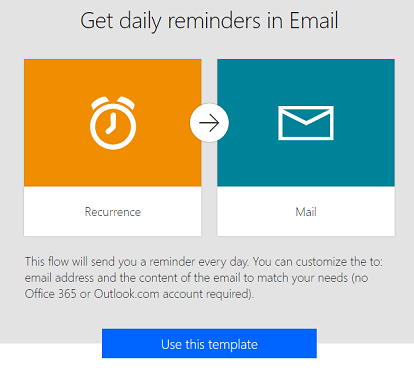 Get daily reminders in Email
Recurrence
Mail
This flow will send you a reminder every day. You can customize the to:
email address and the content of the email to match your needs (no
Office 365 or Outlook.com account required).
Use this template